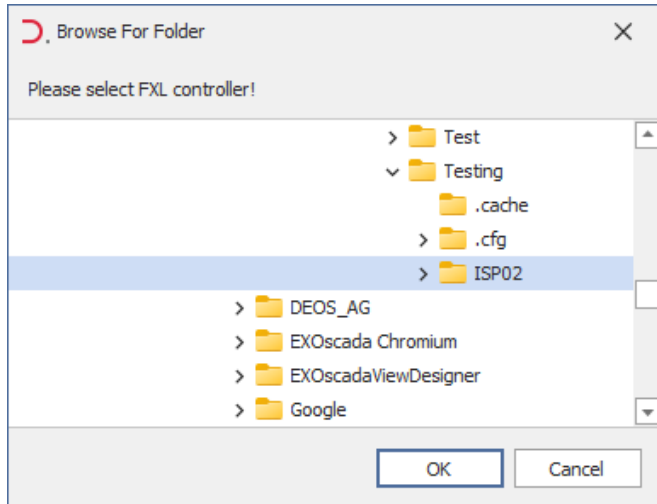 Browse For Folder
Please select FXL controller!
Test
Testing
.cache
.cfg
ISP02
DEOS_AG
EXOscada Chromium
EXOscadaViewDesigner
Google
OK
Cancel